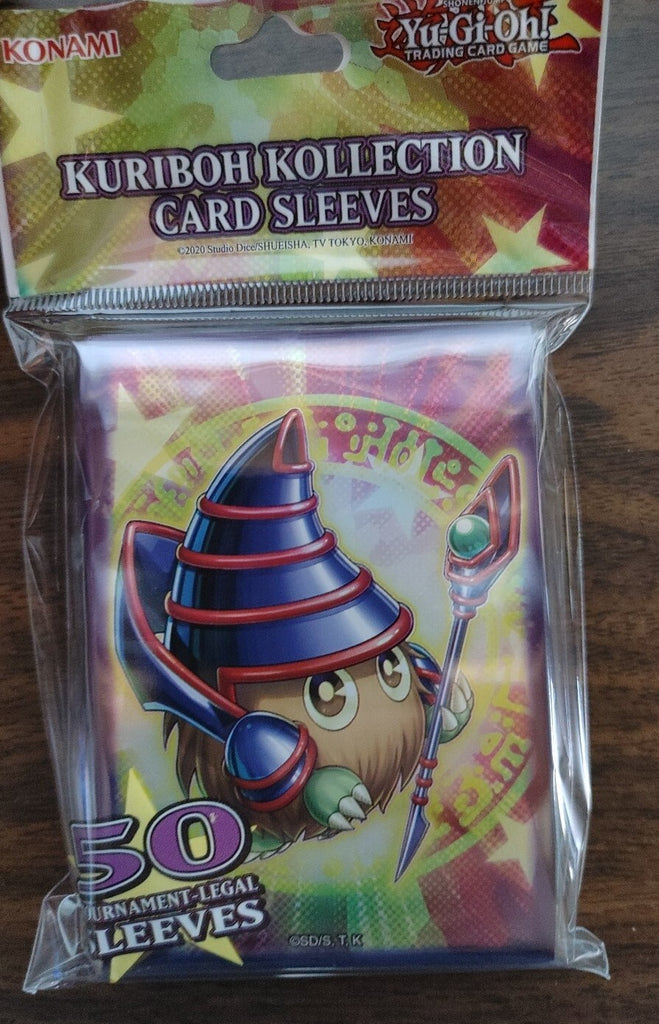 KONAMI
SHONEN JUMP
Yu-Gi-Oh!
TRADING CARD GAME
KURIBOH KOLLECTION
CARD SLEEVES
©2020 Studio Dice/SHUEISHA, TV TOKYO, KONAMI
50
TOURNAMENT-LEGAL
SLEEVES
©SD/S, T, K